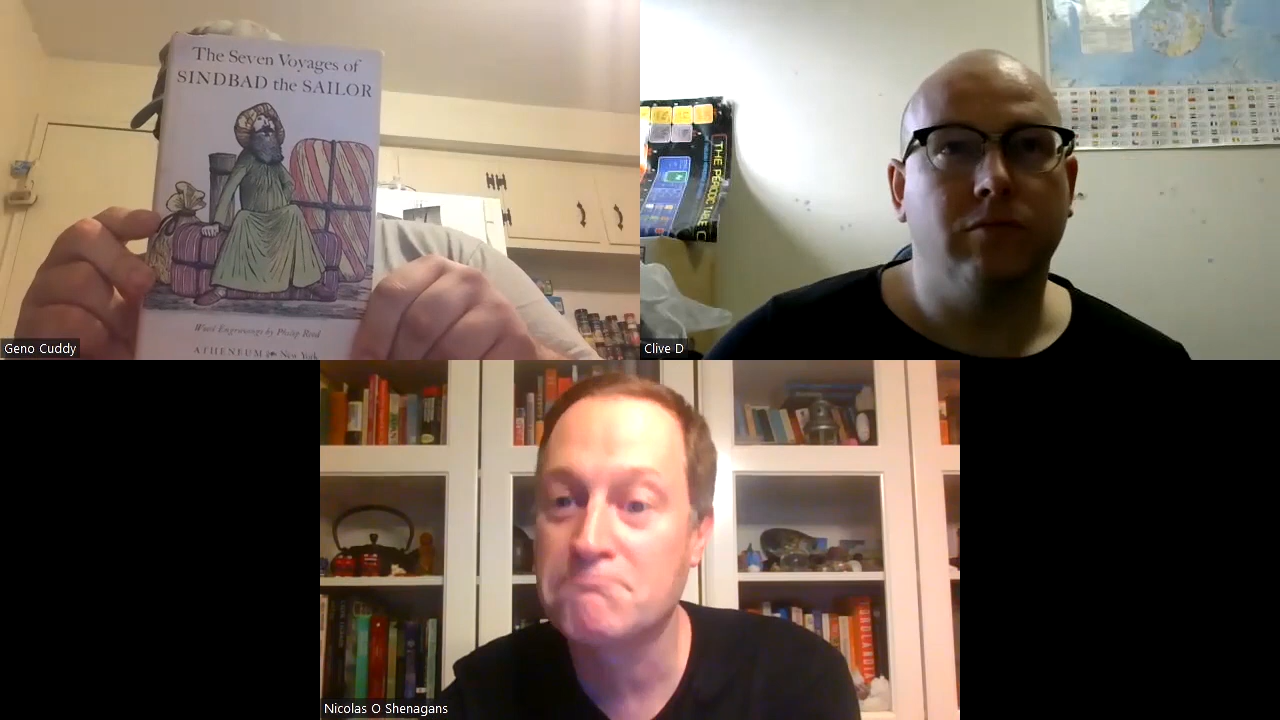 The Seven Voyages of
SINDBAD the SAILOR
Wood Engravings by Philip Reed
ATHENEUM New York
Geno Cuddy
THE PERIODIC TABLE O
Clive D
Nicolas O Shenagans